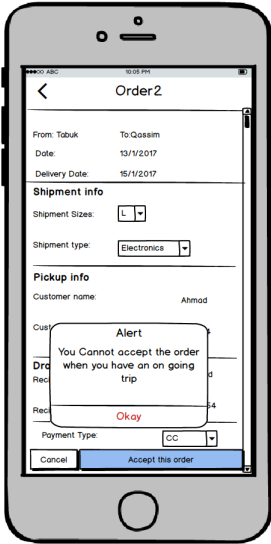 ABC 10:05 PM
Order2
From: Tabuk To:Qassim
Date: 13/1/2017
Delivery Date: 15/1/2017
Shipment info
Shipment Sizes: L
Shipment type: Electronics
Pickup info
Customer name: Ahmad
Alert
You Cannot accept the order
when you have an on going
trip
Okay
Payment Type: CC
Cancel Accept this order